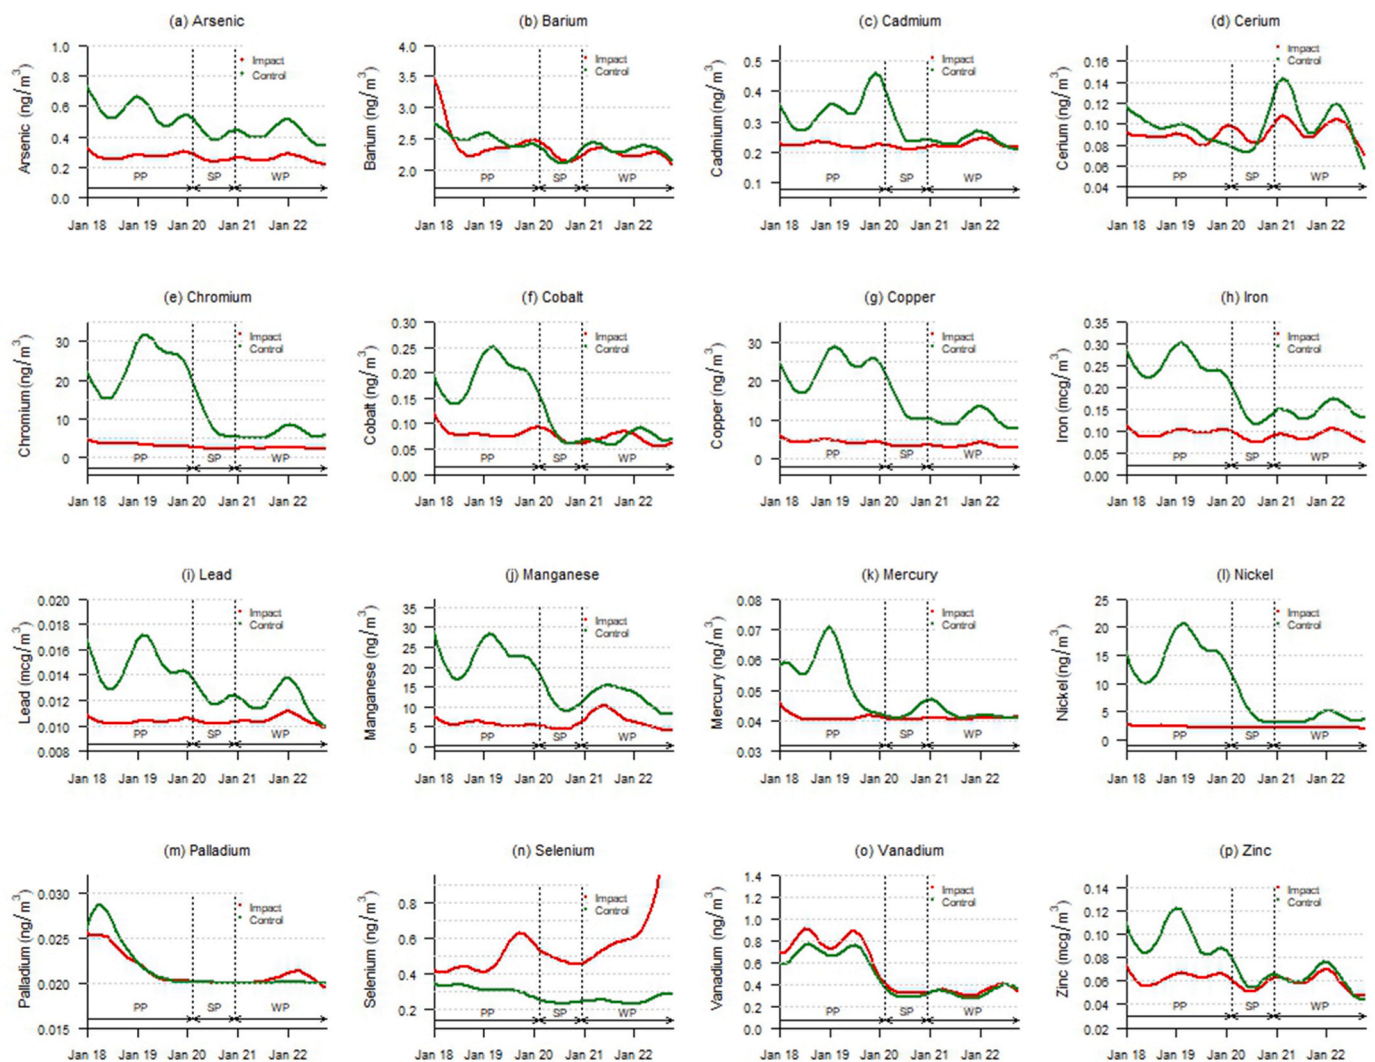 (a) Arsenic
Arsenic (ng/m³)
1.0
0.8
0.6
0.4
0.2
0.0
Impact
Control
PP SP WP
Jan 18 Jan 19 Jan 20 Jan 21 Jan 22
(b) Barium
Barium (ng/m³)
4.0
3.5
3.0
2.5
2.0
Impact
Control
PP SP WP
Jan 18 Jan 19 Jan 20 Jan 21 Jan 22
(c) Cadmium
Cadmium (ng/m³)
0.5
0.4
0.3
0.2
0.1
Impact
Control
PP SP WP
Jan 18 Jan 19 Jan 20 Jan 21 Jan 22
(d) Cerium
Cerium (ng/m³)
0.16
0.14
0.12
0.10
0.08
0.06
0.04
Impact
Control
PP SP WP
Jan 18 Jan 19 Jan 20 Jan 21 Jan 22
(e) Chromium
Chromium (ng/m³)
30
20
10
0
Impact
Control
PP SP WP
Jan 18 Jan 19 Jan 20 Jan 21 Jan 22
(f) Cobalt
Cobalt (ng/m³)
0.30
0.25
0.20
0.15
0.10
0.05
0.00
Impact
Control
PP SP WP
Jan 18 Jan 19 Jan 20 Jan 21 Jan 22
(g) Copper
Copper (ng/m³)
30
20
10
0
Impact
Control
PP SP WP
Jan 18 Jan 19 Jan 20 Jan 21 Jan 22
(h) Iron
Iron (mcg/m³)
0.35
0.30
0.25
0.20
0.15
0.10
0.05
0.00
Impact
Control
PP SP WP
Jan 18 Jan 19 Jan 20 Jan 21 Jan 22
(i) Lead
Lead (mcg/m³)
0.020
0.018
0.016
0.014
0.012
0.010
0.008
Impact
Control
PP SP WP
Jan 18 Jan 19 Jan 20 Jan 21 Jan 22
(j) Manganese
Manganese (ng/m³)
35
30
25
20
15
10
5
0
Impact
Control
PP SP WP
Jan 18 Jan 19 Jan 20 Jan 21 Jan 22
(k) Mercury
Mercury (ng/m³)
0.08
0.07
0.06
0.05
0.04
0.03
Impact
Control
PP SP WP
Jan 18 Jan 19 Jan 20 Jan 21 Jan 22
(l) Nickel
Nickel (ng/m³)
25
20
15
10
5
0
Impact
Control
PP SP WP
Jan 18 Jan 19 Jan 20 Jan 21 Jan 22
(m) Palladium
Palladium (ng/m³)
0.030
0.025
0.020
0.015
Impact
Control
PP SP WP
Jan 18 Jan 19 Jan 20 Jan 21 Jan 22
(n) Selenium
Selenium (ng/m³)
0.8
0.6
0.4
0.2
Impact
Control
PP SP WP
Jan 18 Jan 19 Jan 20 Jan 21 Jan 22
(o) Vanadium
Vanadium (ng/m³)
1.4
1.2
1.0
0.8
0.6
0.4
0.2
0.0
Impact
Control
PP SP WP
Jan 18 Jan 19 Jan 20 Jan 21 Jan 22
(p) Zinc
Zinc (mcg/m³)
0.14
0.12
0.10
0.08
0.06
0.04
0.02
Impact
Control
PP SP WP
Jan 18 Jan 19 Jan 20 Jan 21 Jan 22